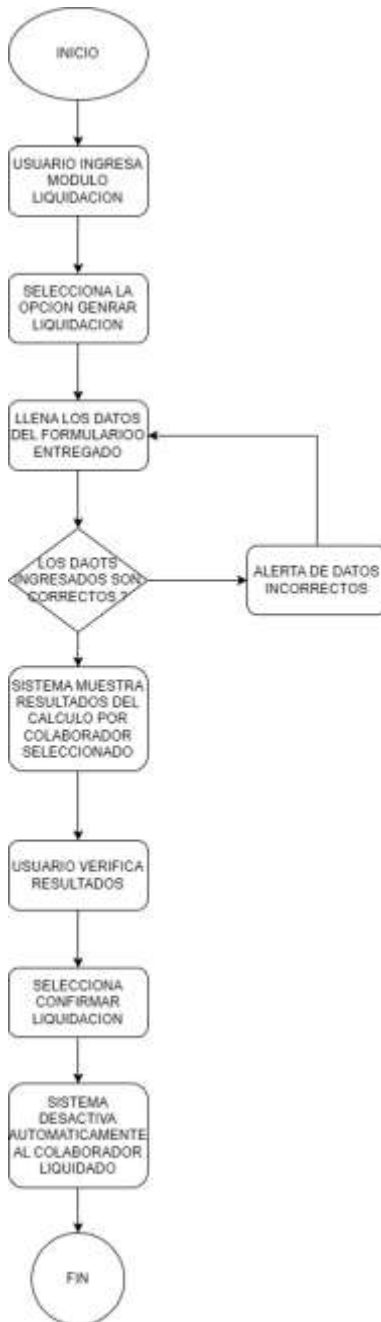 INICIO
USUARIO INGRESA
MODULO
LIQUIDACION
SELECCIONA LA
OPCION GENRAR
LIQUIDACION
LLENA LOS DATOS
DEL FORMULARIOO
ENTREGADO
LOS DAOTS
INGRESADOS SON
CORRECTOS ?
ALERTA DE DATOS
INCORRECTOS
SISTEMA MUESTRA
RESULTADOS DEL
CALCULO POR
COLABORADOR
SELECCIONADO
USUARIO VERIFICA
RESULTADOS
SELECCIONA
CONFIRMAR
LIQUIDACION
SISTEMA
DESACTIVA
AUTOMATICAMENTE
AL COLABORADOR
LIQUIDADO
FIN